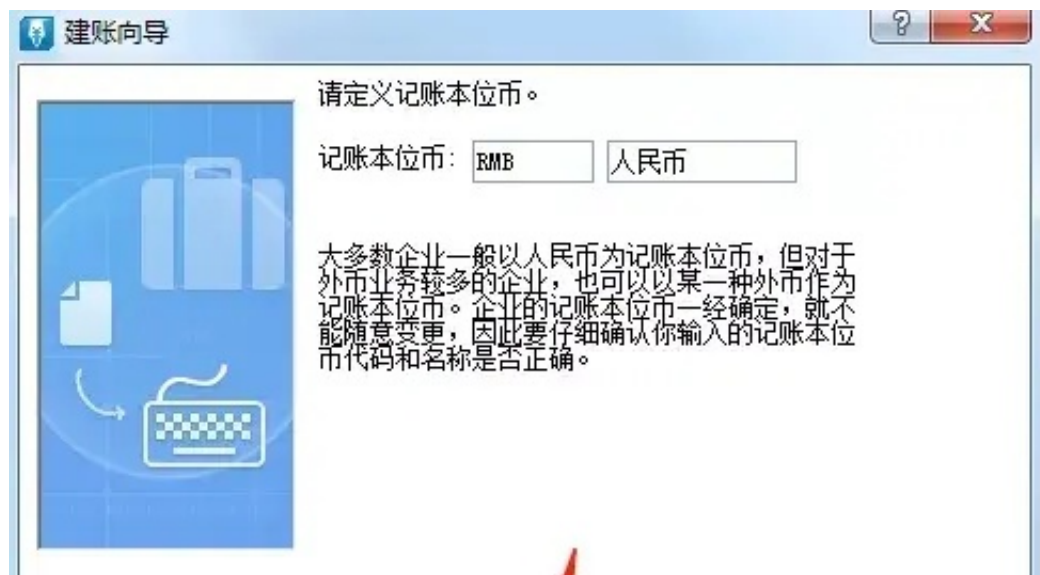 建账向导
请定义记账本位币。
记账本位币: RMB 人民币
大多数企业一般以人民币为记账本位币，但对于
外币业务较多的企业，也可以以某一种外币作为
记账本位币。企业的记账本位币一经确定，就不
能随意变更，因此要仔细确认你输入的记账本位
币代码和名称是否正确。